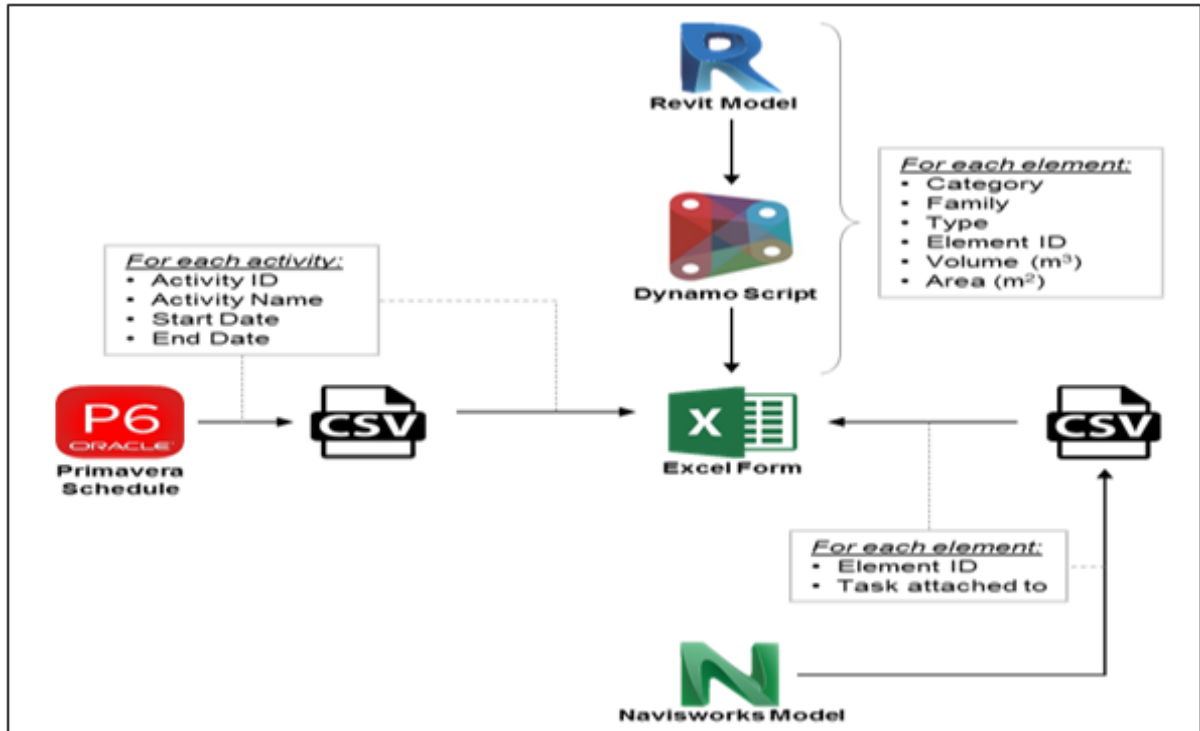 Revit Model
For each element:
• Category
• Family
• Type
• Element ID
• Volume (m³)
• Area (m²)
Dynamo Script
For each activity:
• Activity ID
• Activity Name
• Start Date
• End Date
P6
ORACLE
Primavera
Schedule
CSV
X
Excel Form
CSV
For each element:
• Element ID
• Task attached to
Navisworks Model